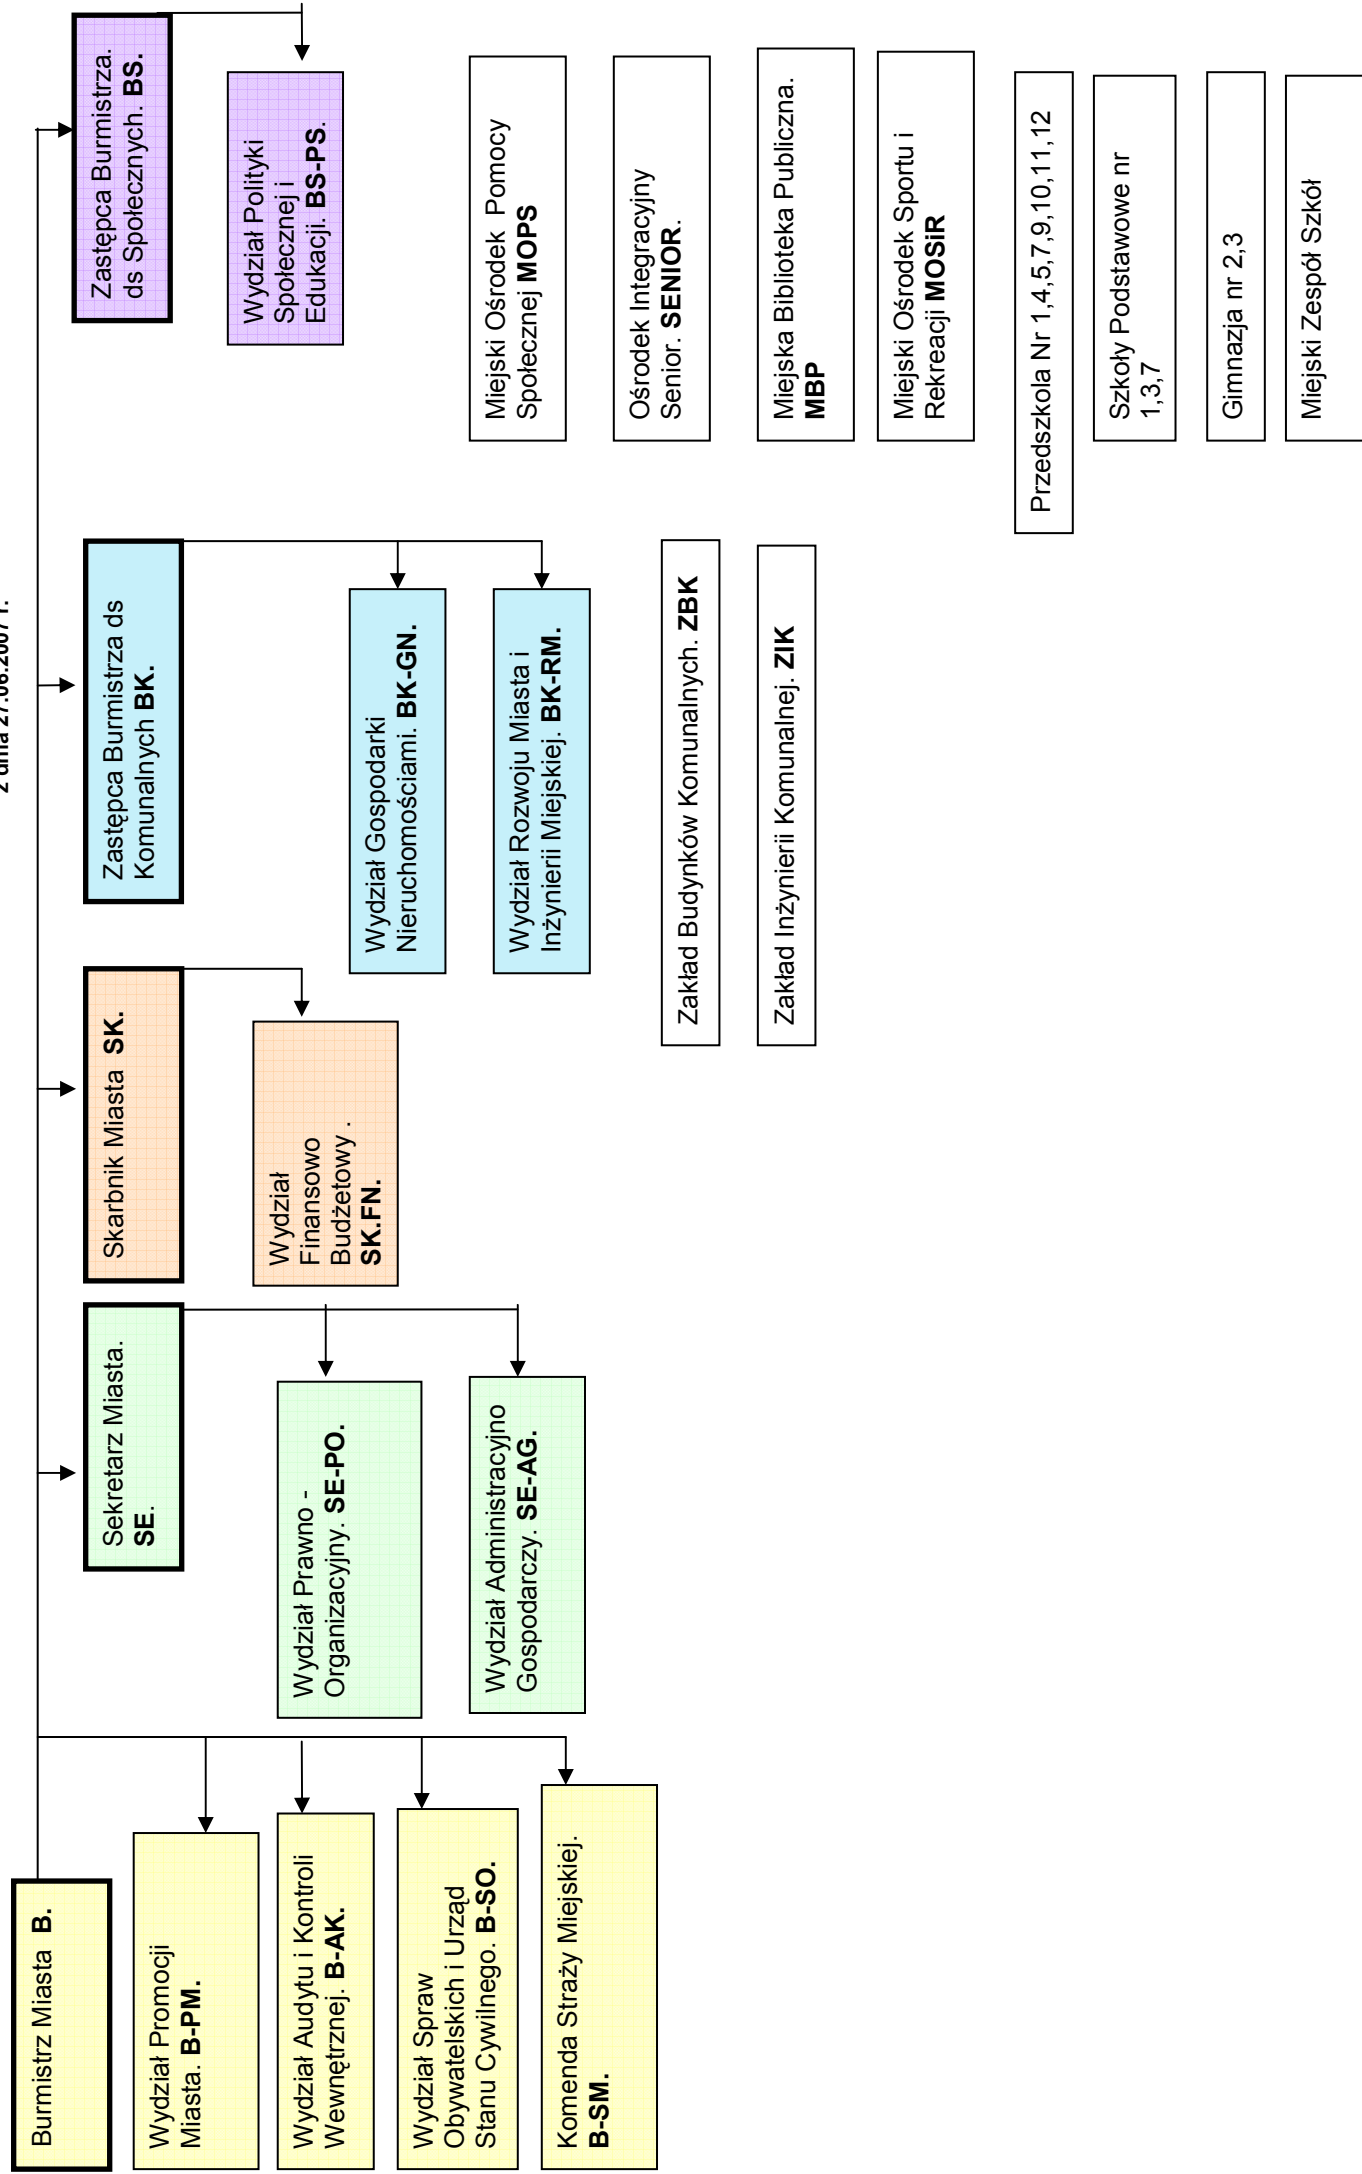 z dnia 27.06.2007 r.
Burmistrz Miasta B.
Wydział Promocji
Miasta. B-PM.
Wydział Audytu i Kontroli
Wewnętrznej. B-AK.
Wydział Spraw
Obywatelskich i Urząd
Stanu Cywilnego. B-SO.
Komenda Straży Miejskiej.
B-SM.
Sekretarz Miasta.
SE.
Wydział Prawno -
Organizacyjny. SE-PO.
Wydział Administracyjno
Gospodarczy. SE-AG.
Skarbnik Miasta SK.
Wydział
Finansowo
Budżetowy .
SK.FN.
Zastępca Burmistrza ds
Komunalnych BK.
Wydział Gospodarki
Nieruchomościami. BK-GN.
Wydział Rozwoju Miasta i
Inżynierii Miejskiej. BK-RM.
Zakład Budynków Komunalnych. ZBK
Zakład Inżynierii Komunalnej. ZIK
Zastępca Burmistrza.
ds Społecznych. BS.
Wydział Polityki
Społecznej i
Edukacji. BS-PS.
Miejski Ośrodek Pomocy
Społecznej MOPS
Ośrodek Integracyjny
Senior. SENIOR.
Miejska Biblioteka Publiczna.
MBP
Miejski Ośrodek Sportu i
Rekreacji MOSiR
Przedszkola Nr 1,4,5,7,9,10,11,12
Szkoły Podstawowe nr
1,3,7
Gimnazja nr 2,3
Miejski Zespół Szkół